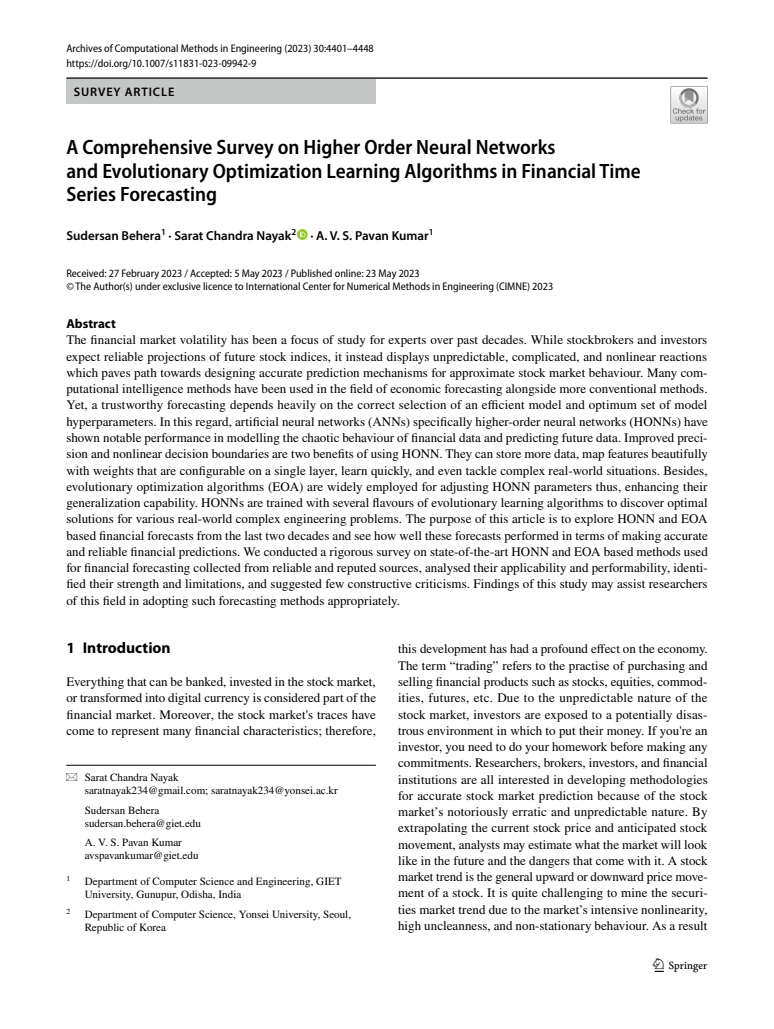 Archives of Computational Methods in Engineering (2023) 30:4401–4448
https://doi.org/10.1007/s11831-023-09942-9
SURVEY ARTICLE
Check for
updates
A Comprehensive Survey on Higher Order Neural Networks
and Evolutionary Optimization Learning Algorithms in Financial Time
Series Forecasting
Sudersan Behera1 · Sarat Chandra Nayak2 · A. V. S. Pavan Kumar1
Received: 27 February 2023 / Accepted: 5 May 2023 / Published online: 23 May 2023
© The Author(s) under exclusive licence to International Center for Numerical Methods in Engineering (CIMNE) 2023
Abstract
The financial market volatility has been a focus of study for experts over past decades. While stockbrokers and investors
expect reliable projections of future stock indices, it instead displays unpredictable, complicated, and nonlinear reactions
which paves path towards designing accurate prediction mechanisms for approximate stock market behaviour. Many com-
putational intelligence methods have been used in the field of economic forecasting alongside more conventional methods.
Yet, a trustworthy forecasting depends heavily on the correct selection of an efficient model and optimum set of model
hyperparameters. In this regard, artificial neural networks (ANNs) specifically higher-order neural networks (HONNs) have
shown notable performance in modelling the chaotic behaviour of financial data and predicting future data. Improved preci-
sion and nonlinear decision boundaries are two benefits of using HONN. They can store more data, map features beautifully
with weights that are configurable on a single layer, learn quickly, and even tackle complex real-world situations. Besides,
evolutionary optimization algorithms (EOA) are widely employed for adjusting HONN parameters thus, enhancing their
generalization capability. HONNs are trained with several flavours of evolutionary learning algorithms to discover optimal
solutions for various real-world complex engineering problems. The purpose of this article is to explore HONN and EOA
based financial forecasts from the last two decades and see how well these forecasts performed in terms of making accurate
and reliable financial predictions. We conducted a rigorous survey on state-of-the-art HONN and EOA based methods used
for financial forecasting collected from reliable and reputed sources, analysed their applicability and performability, identi-
fied their strength and limitations, and suggested few constructive criticisms. Findings of this study may assist researchers
of this field in adopting such forecasting methods appropriately.
1 Introduction
Everything that can be banked, invested in the stock market,
or transformed into digital currency is considered part of the
financial market. Moreover, the stock market's traces have
come to represent many financial characteristics; therefore,
Sarat Chandra Nayak
saratnayak234@gmail.com; saratnayak234@yonsei.ac.kr
Sudersan Behera
sudersan.behera@giet.edu
A. V. S. Pavan Kumar
avspavankumar@giet.edu
1 Department of Computer Science and Engineering, GIET
University, Gunupur, Odisha, India
2 Department of Computer Science, Yonsei University, Seoul,
Republic of Korea
this development has had a profound effect on the economy.
The term “trading” refers to the practise of purchasing and
selling financial products such as stocks, equities, commod-
ities, futures, etc. Due to the unpredictable nature of the
stock market, investors are exposed to a potentially disas-
trous environment in which to put their money. If you're an
investor, you need to do your homework before making any
commitments. Researchers, brokers, investors, and financial
institutions are all interested in developing methodologies
for accurate stock market prediction because of the stock
market’s notoriously erratic and unpredictable nature. By
extrapolating the current stock price and anticipated stock
movement, analysts may estimate what the market will look
like in the future and the dangers that come with it. A stock
market trend is the general upward or downward price move-
ment of a stock. It is quite challenging to mine the securi-
ties market trend due to the market’s intensive nonlinearity,
high uncleanness, and non-stationary behaviour. As a result
Springer